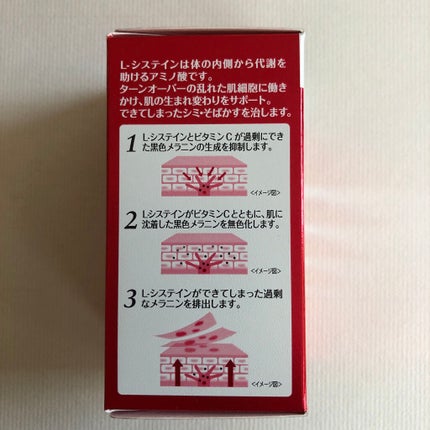 L-システインは体の内側から代謝を
助けるアミノ酸です。
ターンオーバーの乱れた肌細胞に働き
かけ、肌の生まれ変わりをサポート。
できてしまったシミ・そばかすを治します。
1 L-システインとビタミンCが過剰にでき
た黒色メラニンの生成を抑制します。
<イメージ図>
2 L-システインがビタミンCとともに、肌に
沈着した黒色メラニンを無色化します。
<イメージ図>
3 L-システインができてしまった過剰
なメラニンを排出します。
<イメージ図>